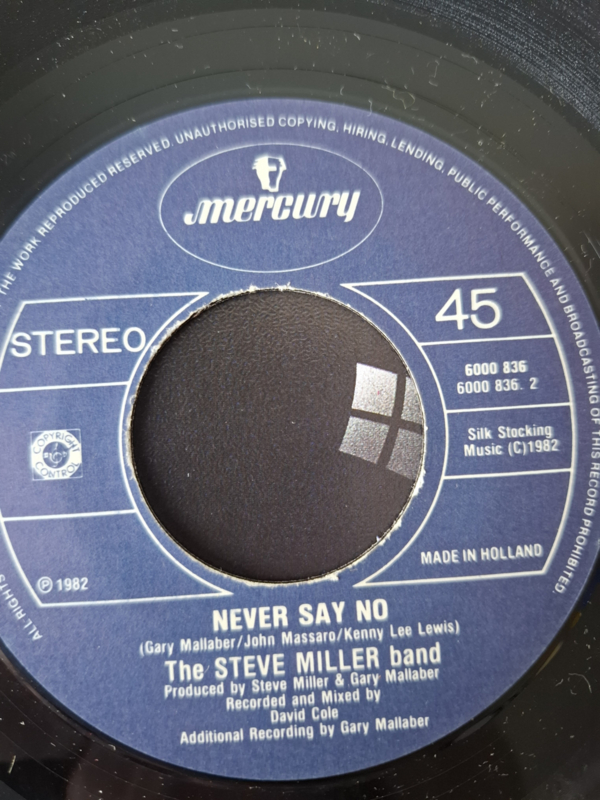 THE WORK REPRODUCED RESERVED. UNAUTHORISED COPYING, HIRING, LENDING, PUBLIC PERFORMANCE AND BROADCASTING OF THIS RECORD PROHIBITED.
mercury
STEREO
45
6000 836
6000 836. 2
COPYRIGHT CONTROL
Silk Stocking
Music (C)1982
MADE IN HOLLAND
℗ 1982
ALL RIGHTS
NEVER SAY NO
(Gary Mallaber/John Massaro/Kenny Lee Lewis)
The STEVE MILLER band
Produced by Steve Miller & Gary Mallaber
Recorded and Mixed by
David Cole
Additional Recording by Gary Mallaber